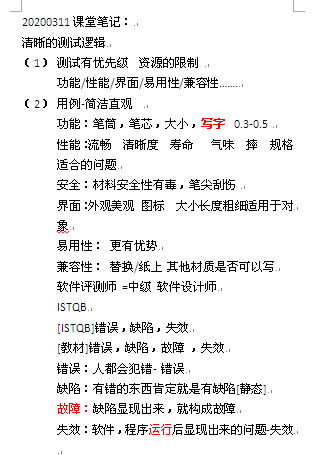 20200311 课堂笔记：
清晰的测试逻辑
（1） 测试有优先级 资源的限制
功能/性能/界面/易用性/兼容性........
（2） 用例-简洁直观
功能：笔筒，笔芯，大小，写字 0.3-0.5
性能：流畅 清晰度 寿命 气味 摔 规格
适合的问题
安全：材料安全性有毒，笔尖刮伤
界面：外观美观 图标 大小长度粗细适用于对
象
易用性： 更有优势
兼容性： 替换/纸上 其他材质是否可以写
软件评测师 =中级 软件设计师
ISTQB
[ISTQB]错误，缺陷，失效
[教材]错误，缺陷，故障 ，失效
错误：人都会犯错- 错误
缺陷：有错的东西肯定就是有缺陷[静态]
故障：缺陷显现出来，就构成故障
失效：软件，程序运行后显现出来的问题-失效